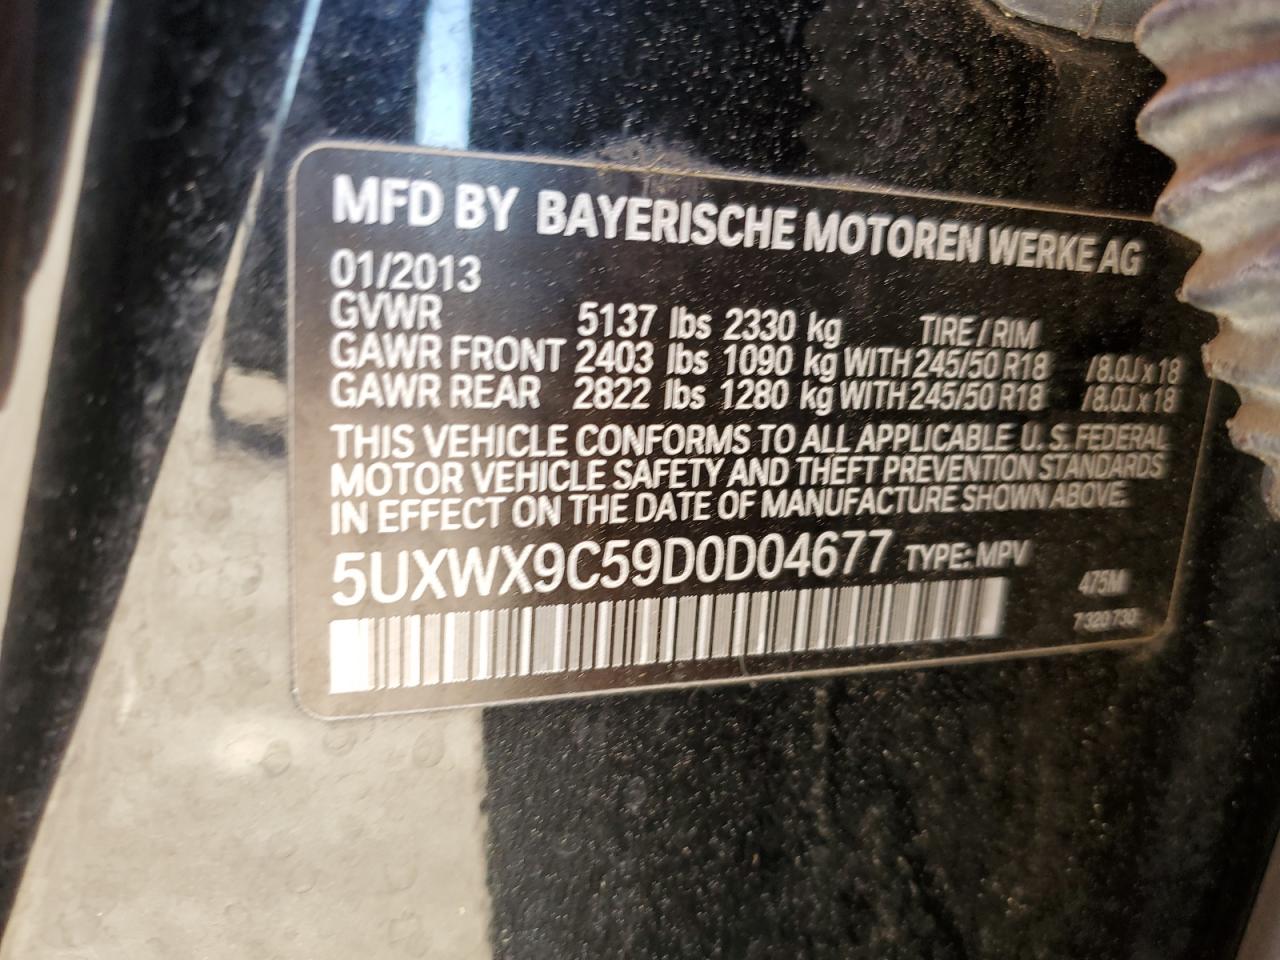 MFD BY BAYERISCHE MOTOREN WERKE AG
01/2013
GVWR 5137 lbs 2330 kg TIRE / RIM
GAWR FRONT 2403 lbs 1090 kg WITH 245/50 R18 / 8.0J x 18
GAWR REAR 2822 lbs 1280 kg WITH 245/50 R18 / 8.0J x 18
THIS VEHICLE CONFORMS TO ALL APPLICABLE U. S. FEDERAL
MOTOR VEHICLE SAFETY AND THEFT PREVENTION STANDARDS
IN EFFECT ON THE DATE OF MANUFACTURE SHOWN ABOVE.
5UXWX9C59D0D04677 TYPE: MPV
475M
7 320 730